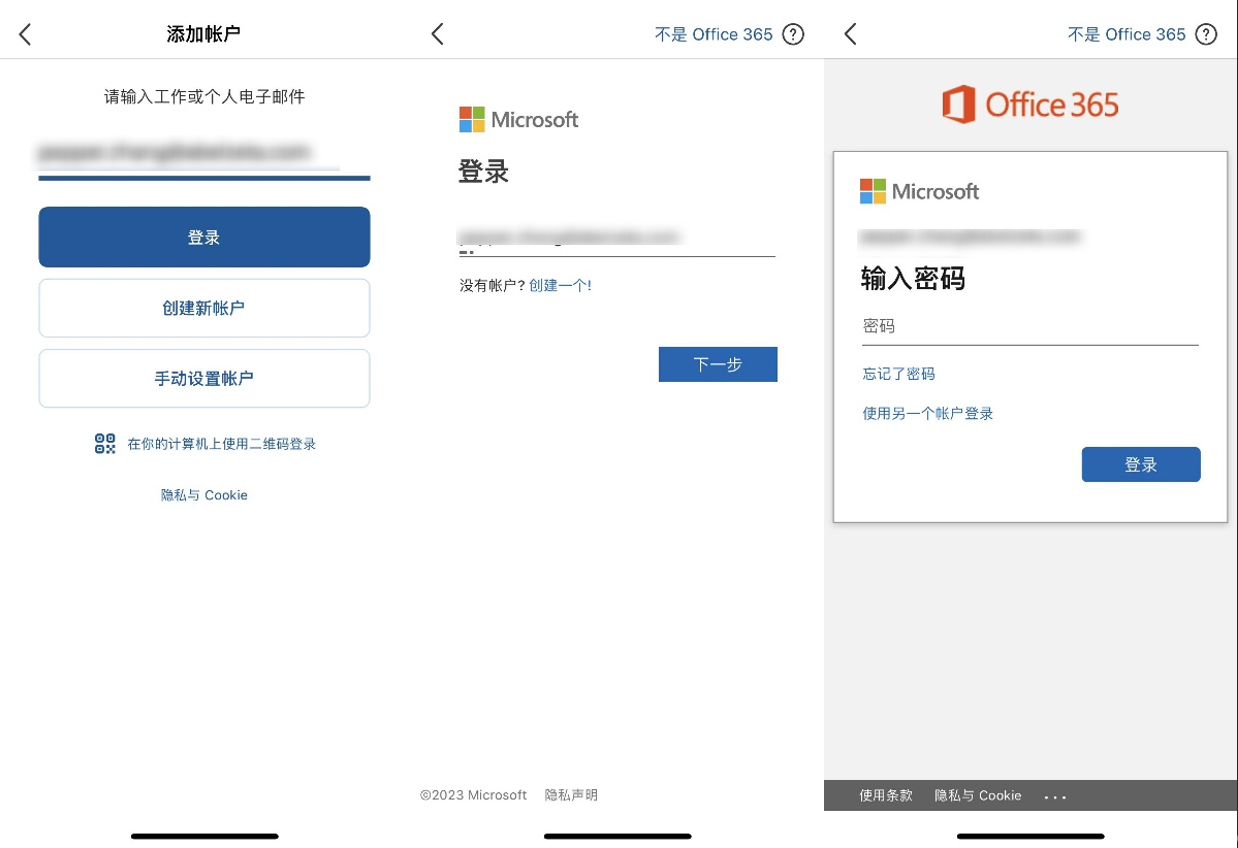 添加帐户
请输入工作或个人电子邮件
登录
创建新帐户
手动设置帐户
在你的计算机上使用二维码登录
隐私与 Cookie
不是 Office 365 ?
Microsoft
登录
没有帐户? 创建一个!
下一步
©2023 Microsoft 隐私声明
不是 Office 365 ?
Office 365
Microsoft
输入密码
密码
忘记了密码
使用另一个帐户登录
登录
使用条款 隐私与 Cookie ...